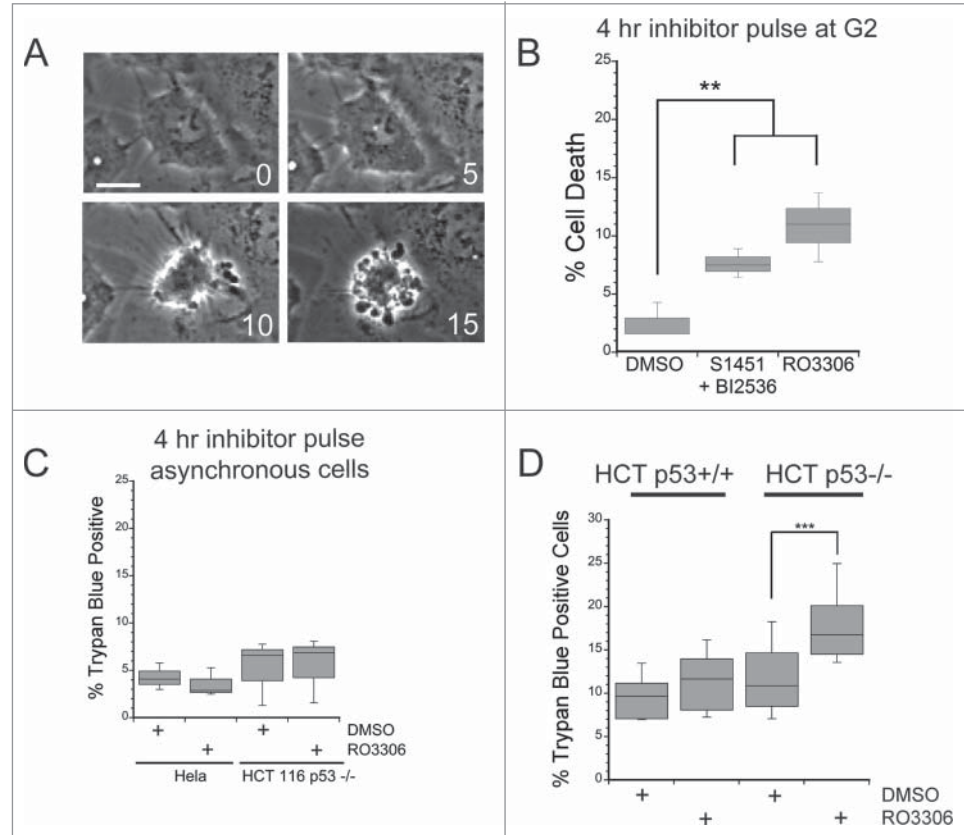 A
0
5
10
15
B
4 hr inhibitor pulse at G2
% Cell Death
25
20
15
10
5
0
**
DMSO
S1451
+ BI2536
RO3306
C
4 hr inhibitor pulse
asynchronous cells
% Trypan Blue Positive
25
20
15
10
5
0
+ + DMSO
+ + RO3306
Hela
HCT 116 p53 -/-
D
HCT p53+/+ HCT p53-/-
% Trypan Blue Positive Cells
30
25
20
15
10
5
0
***
+ + DMSO
+ + RO3306